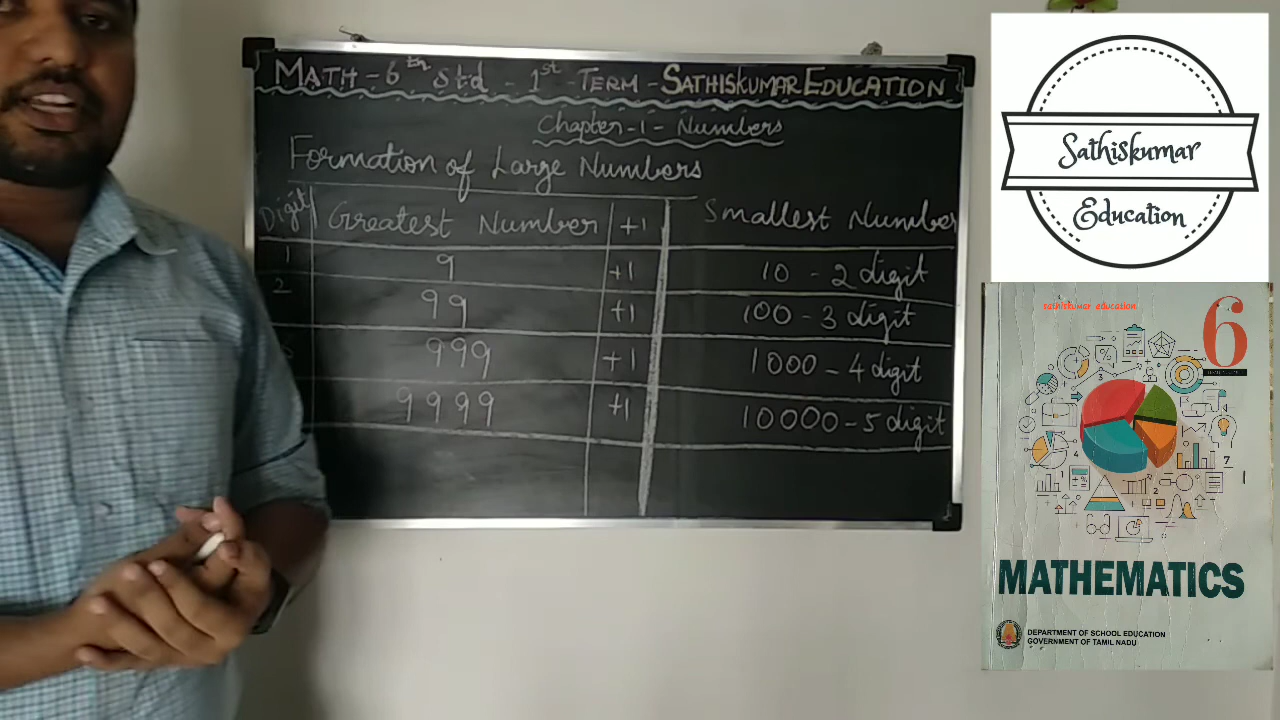 MATH - 6th Std - 1st - TERM - SATHISKUMAR EDUCATION
Chapter-1 - Numbers
Formation of Large Numbers
Digit Greatest Number +1 Smallest Number
1 9 +1 10 - 2 digit
2 99 +1 100 - 3 digit
999 +1 1000 - 4 digit
9999 +1 10000 - 5 digit
Sathiskumar
Education
sathiskumar education
6
MATHEMATICS
DEPARTMENT OF SCHOOL EDUCATION
GOVERNMENT OF TAMIL NADU